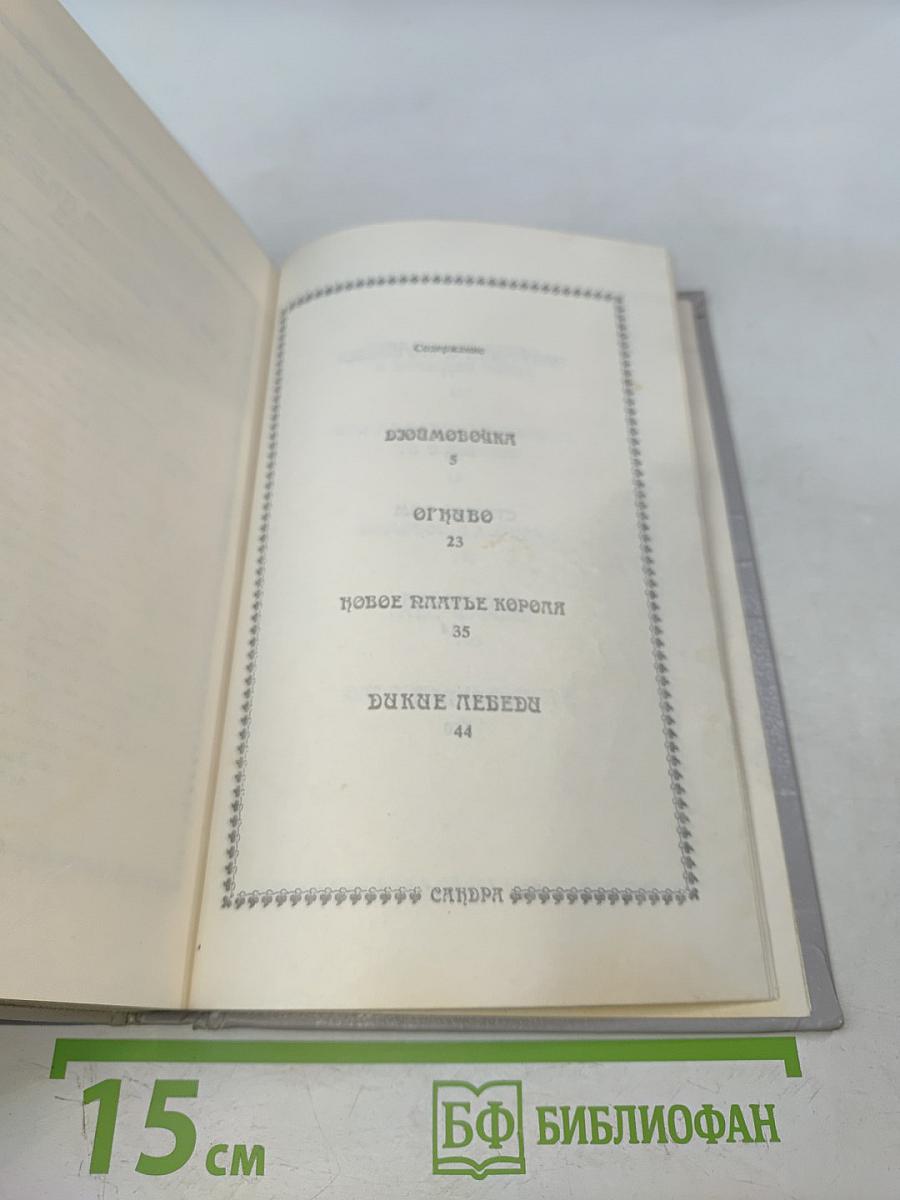 Содержание
ДЮЙМОВОЧКА
5
ОГНИВО
23
НОВОЕ ПЛАТЬЕ КОРОЛЯ
35
ДИКИЕ ЛЕБЕДИ
44
САНДРА
15 см
БФ БИБЛИОФАН